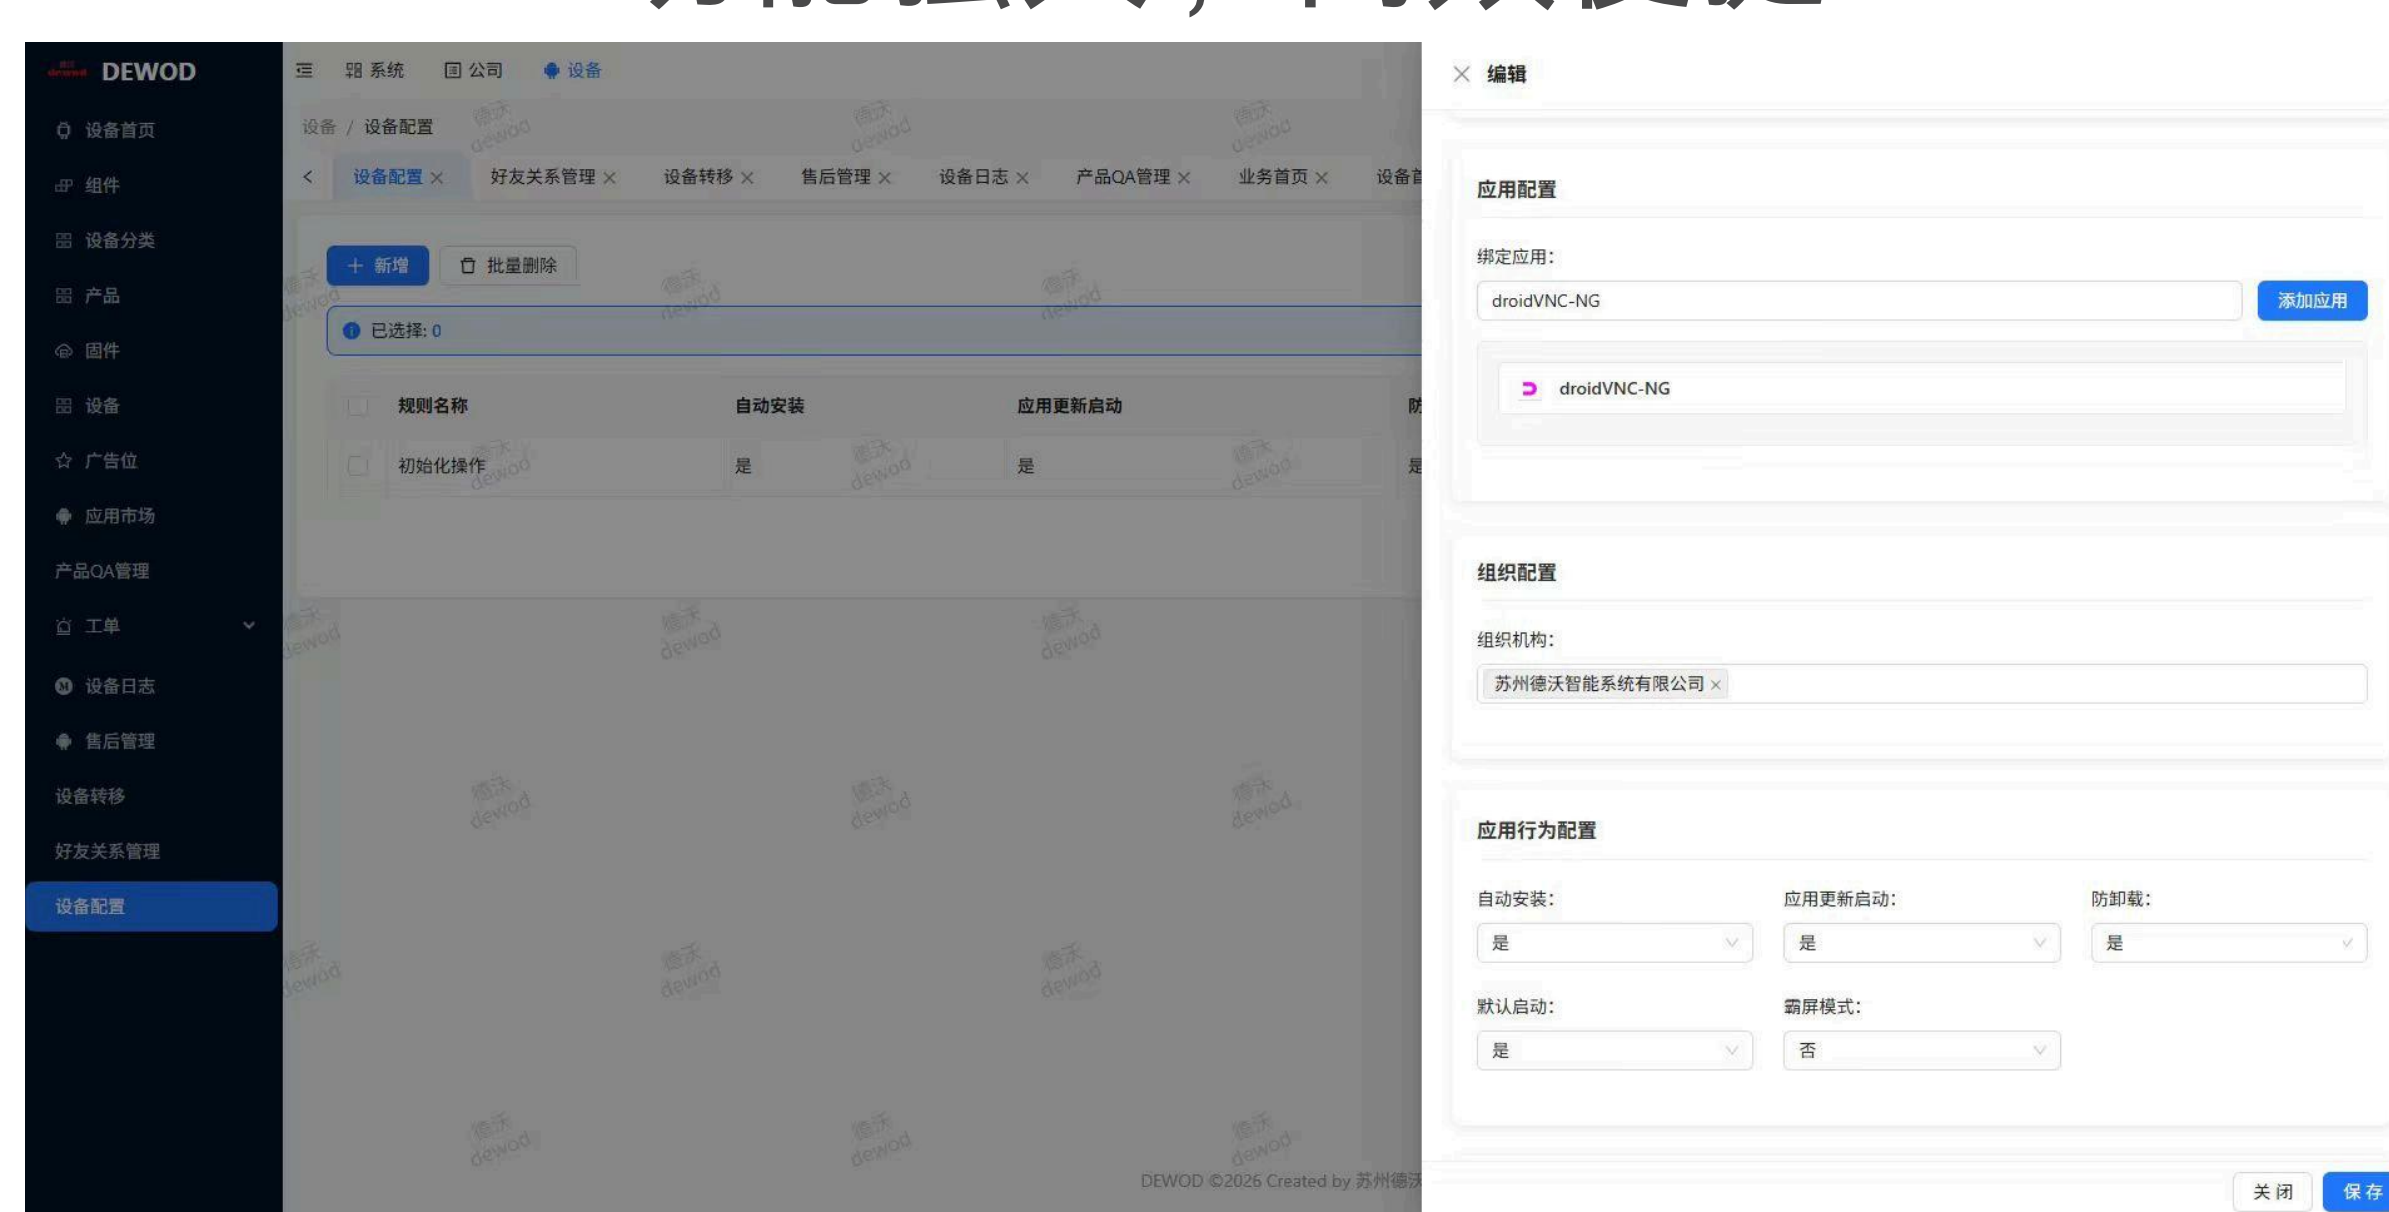 DEWOD
系统
公司
设备
设备首页
组件
设备分类
产品
固件
设备
广告位
应用市场
产品QA管理
工单
设备日志
售后管理
设备转移
好友关系管理
设备配置
设备 / 设备配置
设备配置 好友关系管理 设备转移 售后管理 设备日志 产品QA管理 业务首页
+ 新增 批量删除
已选择: 0
规则名称 自动安装 应用更新启动 防
初始化操作 是 是 是
德沃
dewod
DEWOD ©2026 Created by 苏州德沃
编辑
应用配置
绑定应用:
droidVNC-NG 添加应用
droidVNC-NG
组织配置
组织机构:
苏州德沃智能系统有限公司
应用行为配置
自动安装: 应用更新启动: 防卸载:
是 是 是
默认启动: 霸屏模式:
是 否
关闭 保存